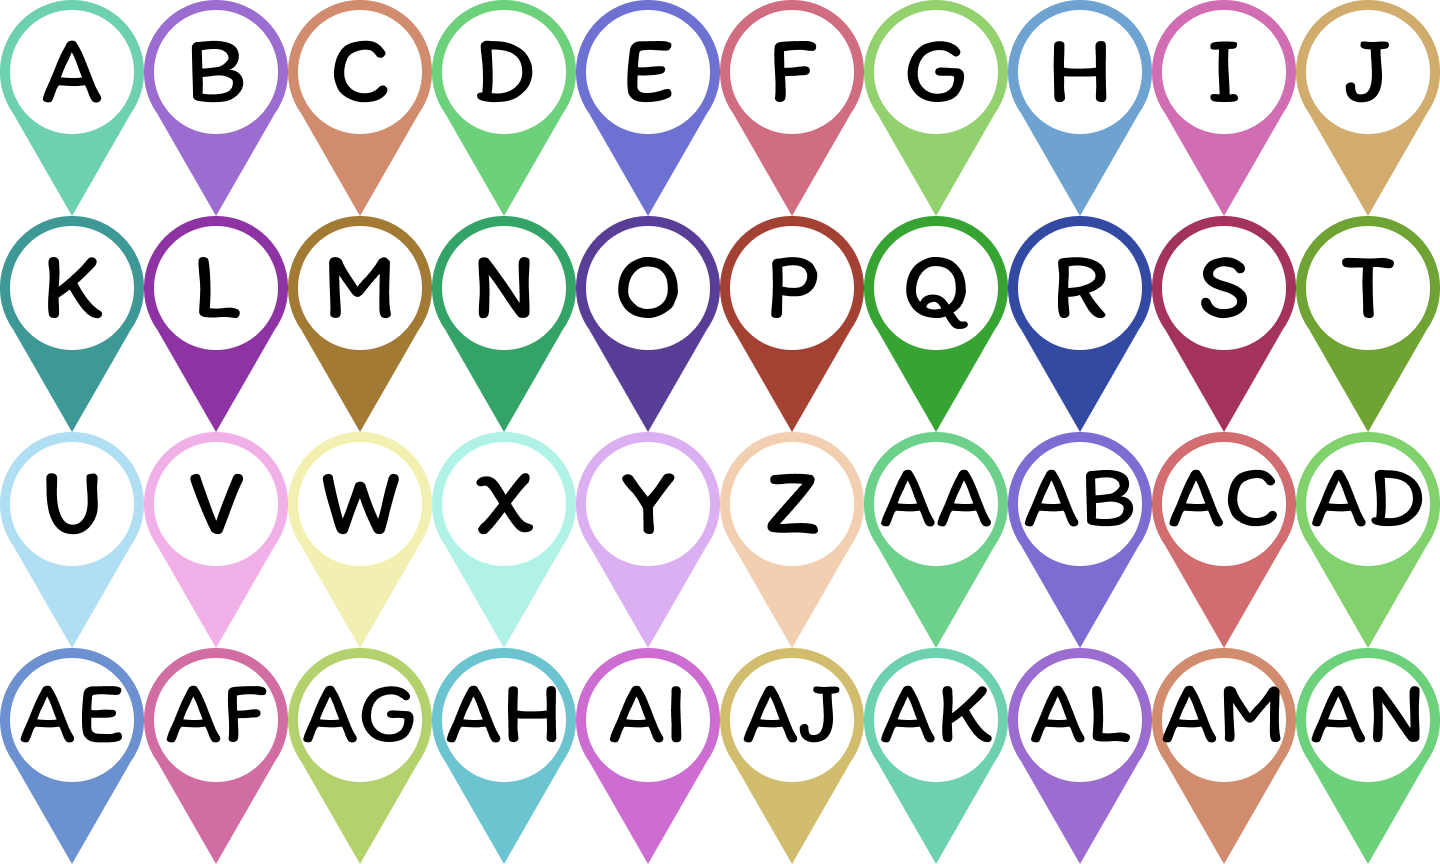 A B C D E F G H I J
K L M N O P Q R S T
U V W X Y Z AA AB AC AD
AE AF AG AH AI AJ AK AL AM AN